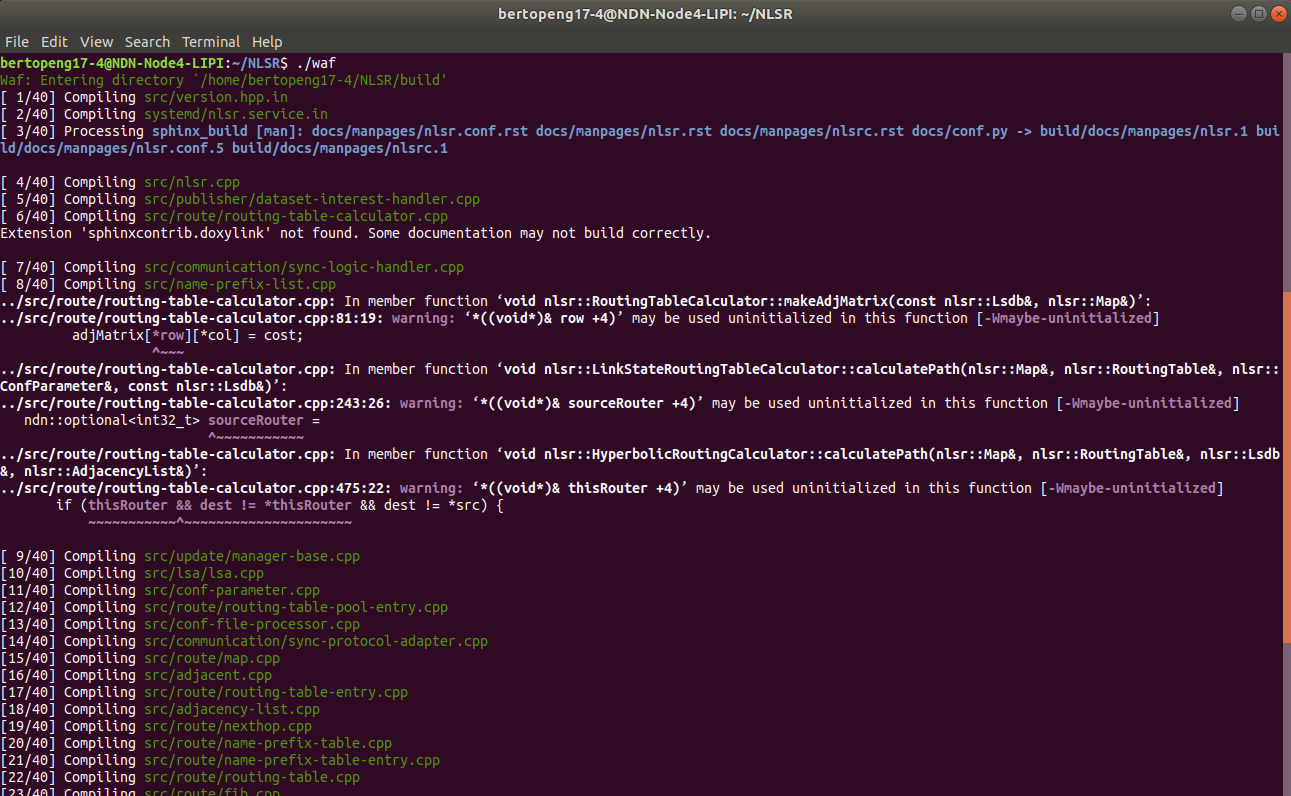 bertopeng17-4@NDN-Node4-LIPI: ~/NLSR
File Edit View Search Terminal Help
bertopeng17-4@NDN-Node4-LIPI:~/NLSR$ ./waf
Waf: Entering directory `/home/bertopeng17-4/NLSR/build'
[ 1/40] Compiling src/version.hpp.in
[ 2/40] Compiling systemd/nlsr.service.in
[ 3/40] Processing sphinx_build [man]: docs/manpages/nlsr.conf.rst docs/manpages/nlsr.rst docs/manpages/nlsrc.rst docs/conf.py -> build/docs/manpages/nlsr.1 bui
ld/docs/manpages/nlsr.conf.5 build/docs/manpages/nlsrc.1
[ 4/40] Compiling src/nlsr.cpp
[ 5/40] Compiling src/publisher/dataset-interest-handler.cpp
[ 6/40] Compiling src/route/routing-table-calculator.cpp
Extension 'sphinxcontrib.doxylink' not found. Some documentation may not build correctly.
[ 7/40] Compiling src/communication/sync-logic-handler.cpp
[ 8/40] Compiling src/name-prefix-list.cpp
../src/route/routing-table-calculator.cpp: In member function ‘void nlsr::RoutingTableCalculator::makeAdjMatrix(const nlsr::Lsdb&, nlsr::Map&)’:
../src/route/routing-table-calculator.cpp:81:19: warning: ‘*((void*)& row +4)’ may be used uninitialized in this function [-Wmaybe-uninitialized]
adjMatrix[*row][*col] = cost;
^~~~
../src/route/routing-table-calculator.cpp: In member function ‘void nlsr::LinkStateRoutingTableCalculator::calculatePath(nlsr::Map&, nlsr::RoutingTable&, nlsr::
ConfParameter&, const nlsr::Lsdb&)’:
../src/route/routing-table-calculator.cpp:243:26: warning: ‘*((void*)& sourceRouter +4)’ may be used uninitialized in this function [-Wmaybe-uninitialized]
ndn::optional<int32_t> sourceRouter =
^~~~~~~~~~~~
../src/route/routing-table-calculator.cpp: In member function ‘void nlsr::HyperbolicRoutingCalculator::calculatePath(nlsr::Map&, nlsr::RoutingTable&, nlsr::Lsdb
&, nlsr::AdjacencyList&)’:
../src/route/routing-table-calculator.cpp:475:22: warning: ‘*((void*)& thisRouter +4)’ may be used uninitialized in this function [-Wmaybe-uninitialized]
if (thisRouter && dest != *thisRouter && dest != *src) {
~~~~~~~~~~~^~~~~~~~~~~~~~~~~~~~~~
[ 9/40] Compiling src/update/manager-base.cpp
[10/40] Compiling src/lsa/lsa.cpp
[11/40] Compiling src/conf-parameter.cpp
[12/40] Compiling src/route/routing-table-pool-entry.cpp
[13/40] Compiling src/conf-file-processor.cpp
[14/40] Compiling src/communication/sync-protocol-adapter.cpp
[15/40] Compiling src/route/map.cpp
[16/40] Compiling src/adjacent.cpp
[17/40] Compiling src/route/routing-table-entry.cpp
[18/40] Compiling src/adjacency-list.cpp
[19/40] Compiling src/route/nexthop.cpp
[20/40] Compiling src/route/name-prefix-table.cpp
[21/40] Compiling src/route/name-prefix-table-entry.cpp
[22/40] Compiling src/route/routing-table.cpp
[23/40] Compiling src/route/fib.cpp